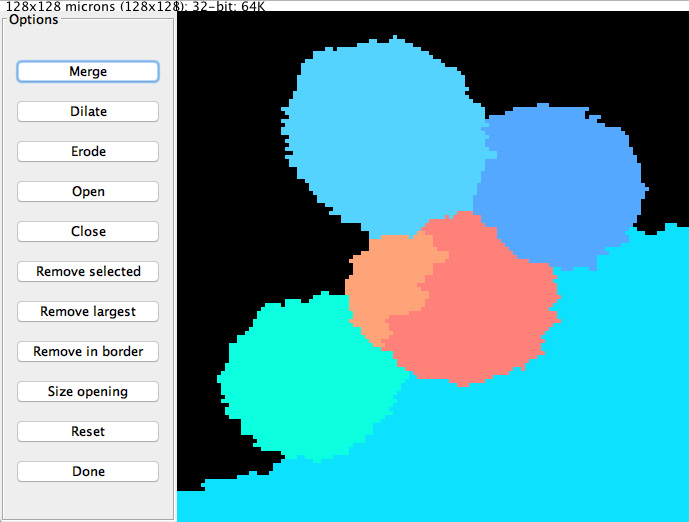 128x128 microns (128x128); 32-bit; 64K
Options
Merge
Dilate
Erode
Open
Close
Remove selected
Remove largest
Remove in border
Size opening
Reset
Done